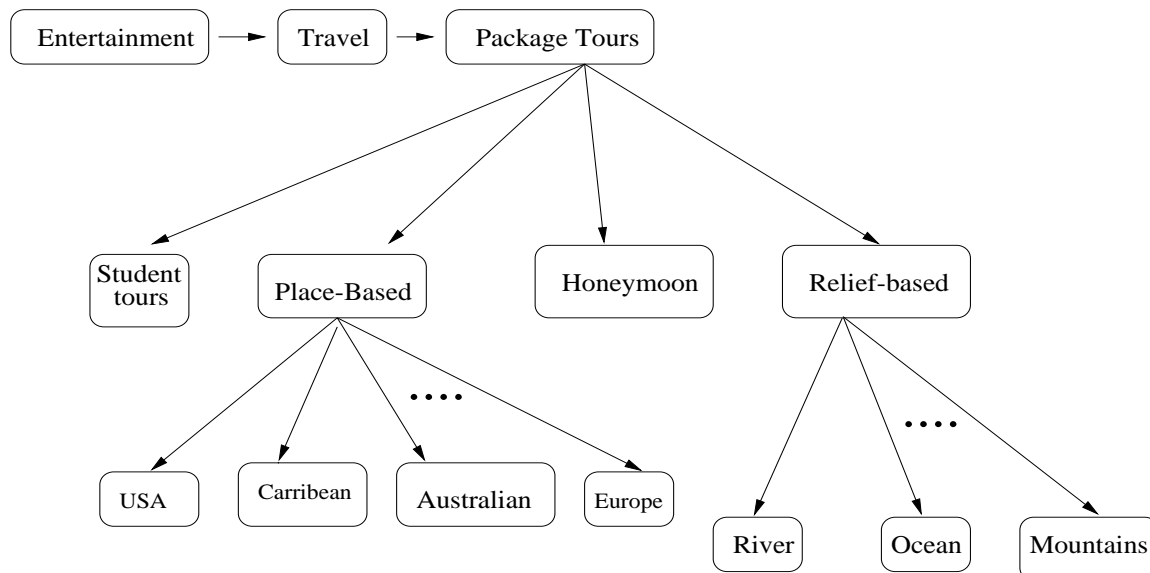 Entertainment
Travel
Package Tours
Student
tours
Place-Based
Honeymoon
Relief-based
....
....
USA
Carribean
Australian
Europe
River
Ocean
Mountains